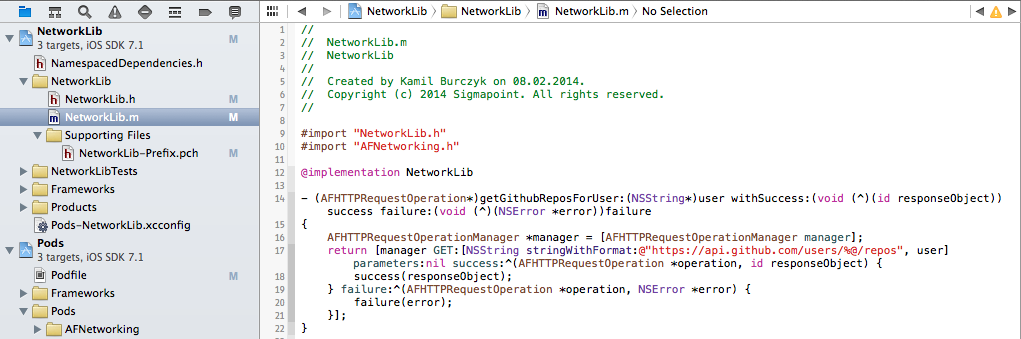 NetworkLib
3 targets, iOS SDK 7.1
M
NamespacedDependencies.h
NetworkLib
NetworkLib.h
M
NetworkLib.m
M
Supporting Files
NetworkLib-Prefix.pch
M
NetworkLibTests
Frameworks
Products
Pods-NetworkLib.xcconfig
Pods
3 targets, iOS SDK 7.1
Podfile
Frameworks
Pods
AFNetworking
NetworkLib 〉 NetworkLib 〉 NetworkLib.m 〉 No Selection
1 //
2 //  NetworkLib.m
3 //  NetworkLib
4 //
5 //  Created by Kamil Burczyk on 08.02.2014.
6 //  Copyright (c) 2014 Sigmapoint. All rights reserved.
7 //
8
9 #import "NetworkLib.h"
10 #import "AFNetworking.h"
11
12 @implementation NetworkLib
13
14 - (AFHTTPRequestOperation*)getGithubReposForUser:(NSString*)user withSuccess:(void (^)(id responseObject))
success failure:(void (^)(NSError *error))failure
15 {
16 AFHTTPRequestOperationManager *manager = [AFHTTPRequestOperationManager manager];
17 return [manager GET:[NSString stringWithFormat:@"https://api.github.com/users/%@/repos", user]
parameters:nil success:^(AFHTTPRequestOperation *operation, id responseObject) {
18 success(responseObject);
19 } failure:^(AFHTTPRequestOperation *operation, NSError *error) {
20 failure(error);
21 }];
22 }